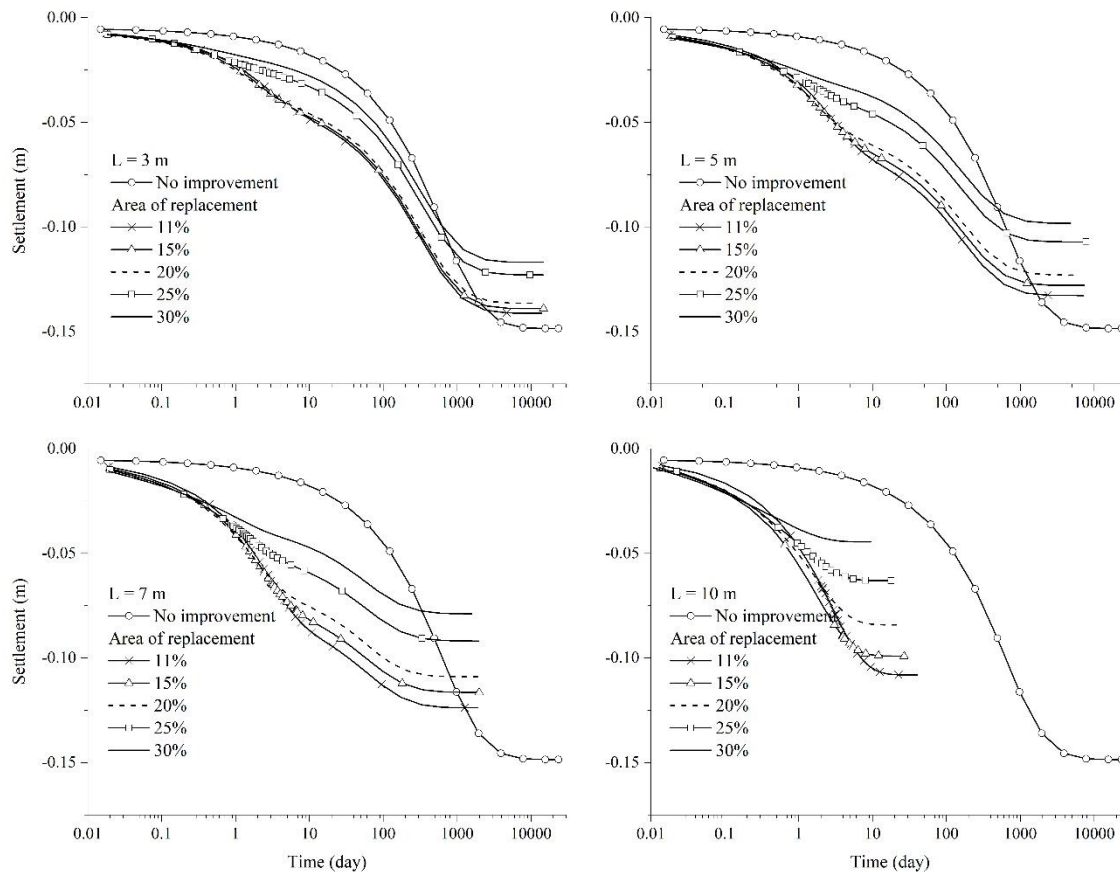 0.00
-0.05
-0.10
-0.15
Settlement (m)
L = 3 m
No improvement
Area of replacement
11%
15%
20%
25%
30%
0.01 0.1 1 10 100 1000 10000
0.00
-0.05
-0.10
-0.15
Settlement (m)
L = 5 m
No improvement
Area of replacement
11%
15%
20%
25%
30%
0.01 0.1 1 10 100 1000 10000
0.00
-0.05
-0.10
-0.15
Settlement (m)
L = 7 m
No improvement
Area of replacement
11%
15%
20%
25%
30%
0.01 0.1 1 10 100 1000 10000
Time (day)
0.00
-0.05
-0.10
-0.15
Settlement (m)
L = 10 m
No improvement
Area of replacement
11%
15%
20%
25%
30%
0.01 0.1 1 10 100 1000 10000
Time (day)